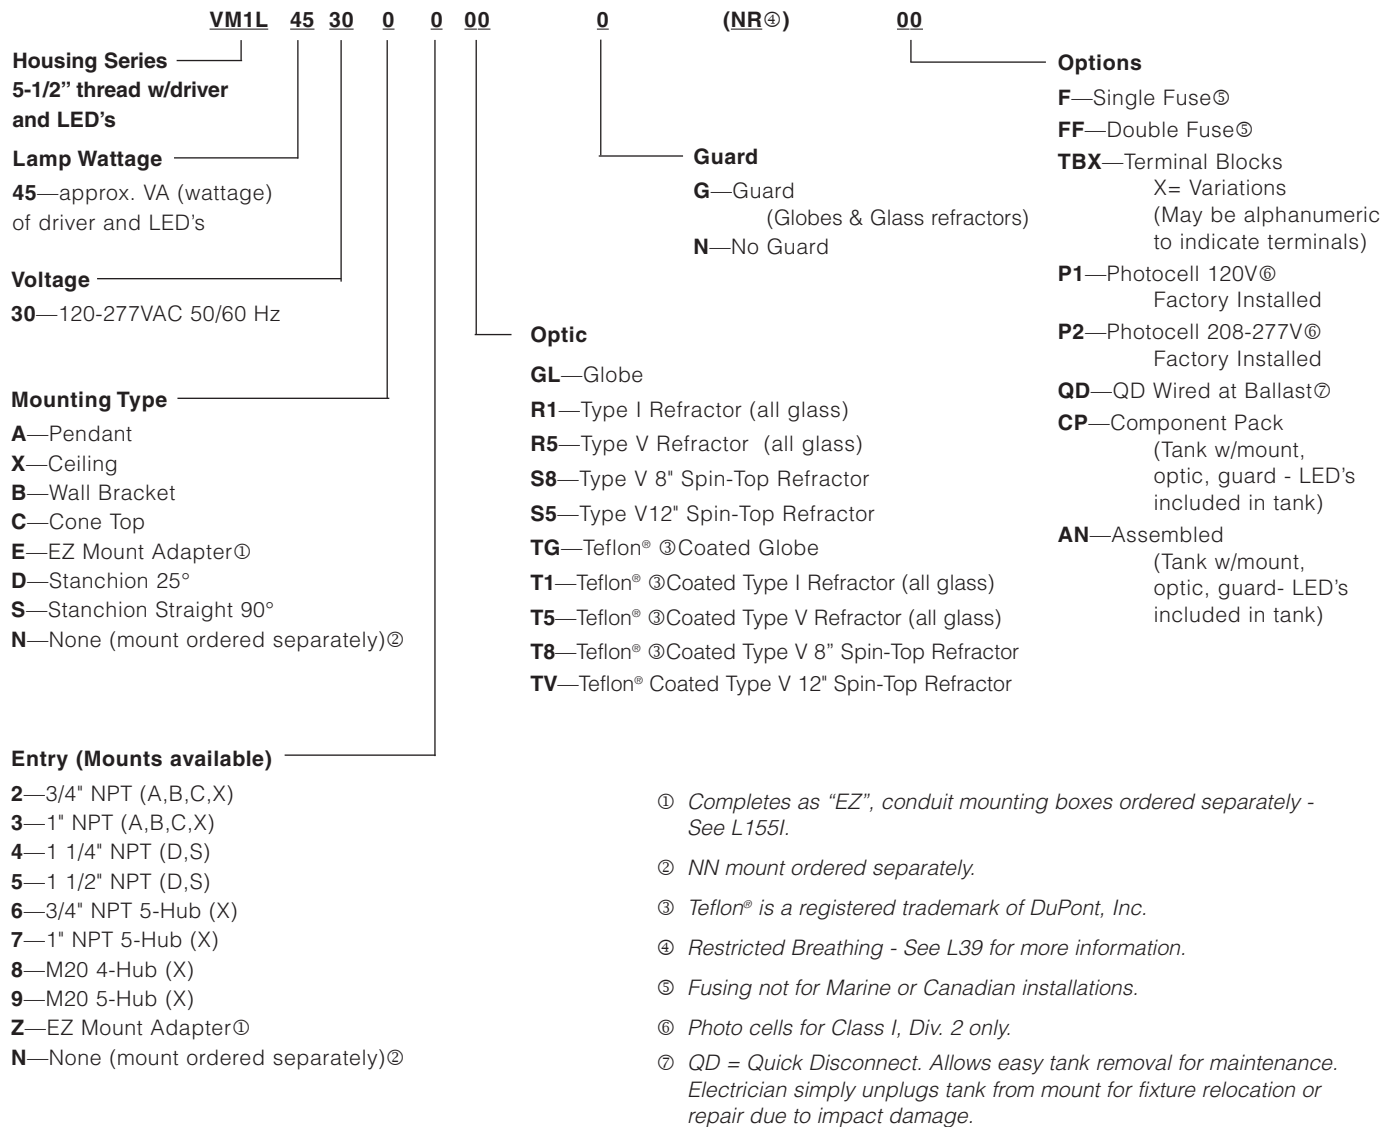 VM1L 45 30 0 0 00 0 (NR④) 00
Housing Series
5-1/2” thread w/driver
and LED’s
Lamp Wattage
45—approx. VA (wattage)
of driver and LED’s
Voltage
30—120-277VAC 50/60 Hz
Mounting Type
A—Pendant
X—Ceiling
B—Wall Bracket
C—Cone Top
E—EZ Mount Adapter①
D—Stanchion 25°
S—Stanchion Straight 90°
N—None (mount ordered separately)②
Entry (Mounts available)
2—3/4" NPT (A,B,C,X)
3—1" NPT (A,B,C,X)
4—1 1/4" NPT (D,S)
5—1 1/2" NPT (D,S)
6—3/4" NPT 5-Hub (X)
7—1" NPT 5-Hub (X)
8—M20 4-Hub (X)
9—M20 5-Hub (X)
Z—EZ Mount Adapter①
N—None (mount ordered separately)②
Optic
GL—Globe
R1—Type I Refractor (all glass)
R5—Type V Refractor (all glass)
S8—Type V 8" Spin-Top Refractor
S5—Type V12" Spin-Top Refractor
TG—Teflon® ③Coated Globe
T1—Teflon® ③Coated Type I Refractor (all glass)
T5—Teflon® ③Coated Type V Refractor (all glass)
T8—Teflon® ③Coated Type V 8” Spin-Top Refractor
TV—Teflon® Coated Type V 12" Spin-Top Refractor
Guard
G—Guard
(Globes & Glass refractors)
N—No Guard
Options
F—Single Fuse⑤
FF—Double Fuse⑤
TBX—Terminal Blocks
X= Variations
(May be alphanumeric
to indicate terminals)
P1—Photocell 120V⑥
Factory Installed
P2—Photocell 208-277V⑥
Factory Installed
QD—QD Wired at Ballast⑦
CP—Component Pack
(Tank w/mount,
optic, guard - LED’s
included in tank)
AN—Assembled
(Tank w/mount,
optic, guard- LED’s
included in tank)
① Completes as “EZ”, conduit mounting boxes ordered separately -
See L155I.
② NN mount ordered separately.
③ Teflon® is a registered trademark of DuPont, Inc.
④ Restricted Breathing - See L39 for more information.
⑤ Fusing not for Marine or Canadian installations.
⑥ Photo cells for Class I, Div. 2 only.
⑦ QD = Quick Disconnect. Allows easy tank removal for maintenance.
Electrician simply unplugs tank from mount for fixture relocation or
repair due to impact damage.